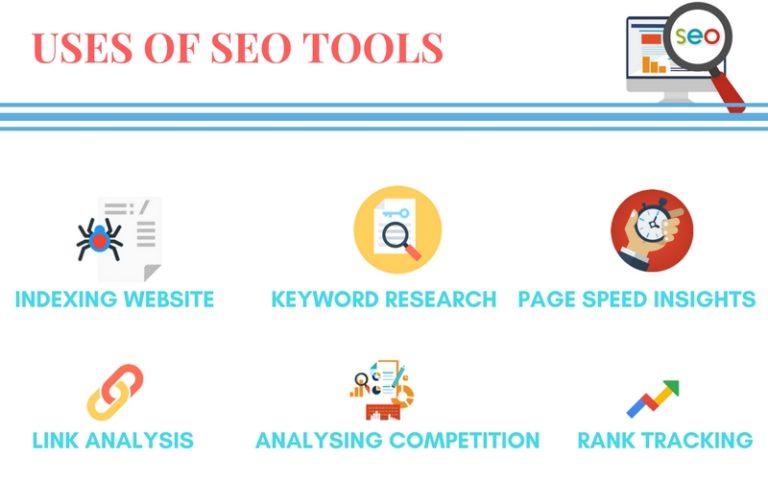 USES OF SEO TOOLS
seo
INDEXING WEBSITE
KEYWORD RESEARCH
PAGE SPEED INSIGHTS
LINK ANALYSIS
ANALYSING COMPETITION
RANK TRACKING